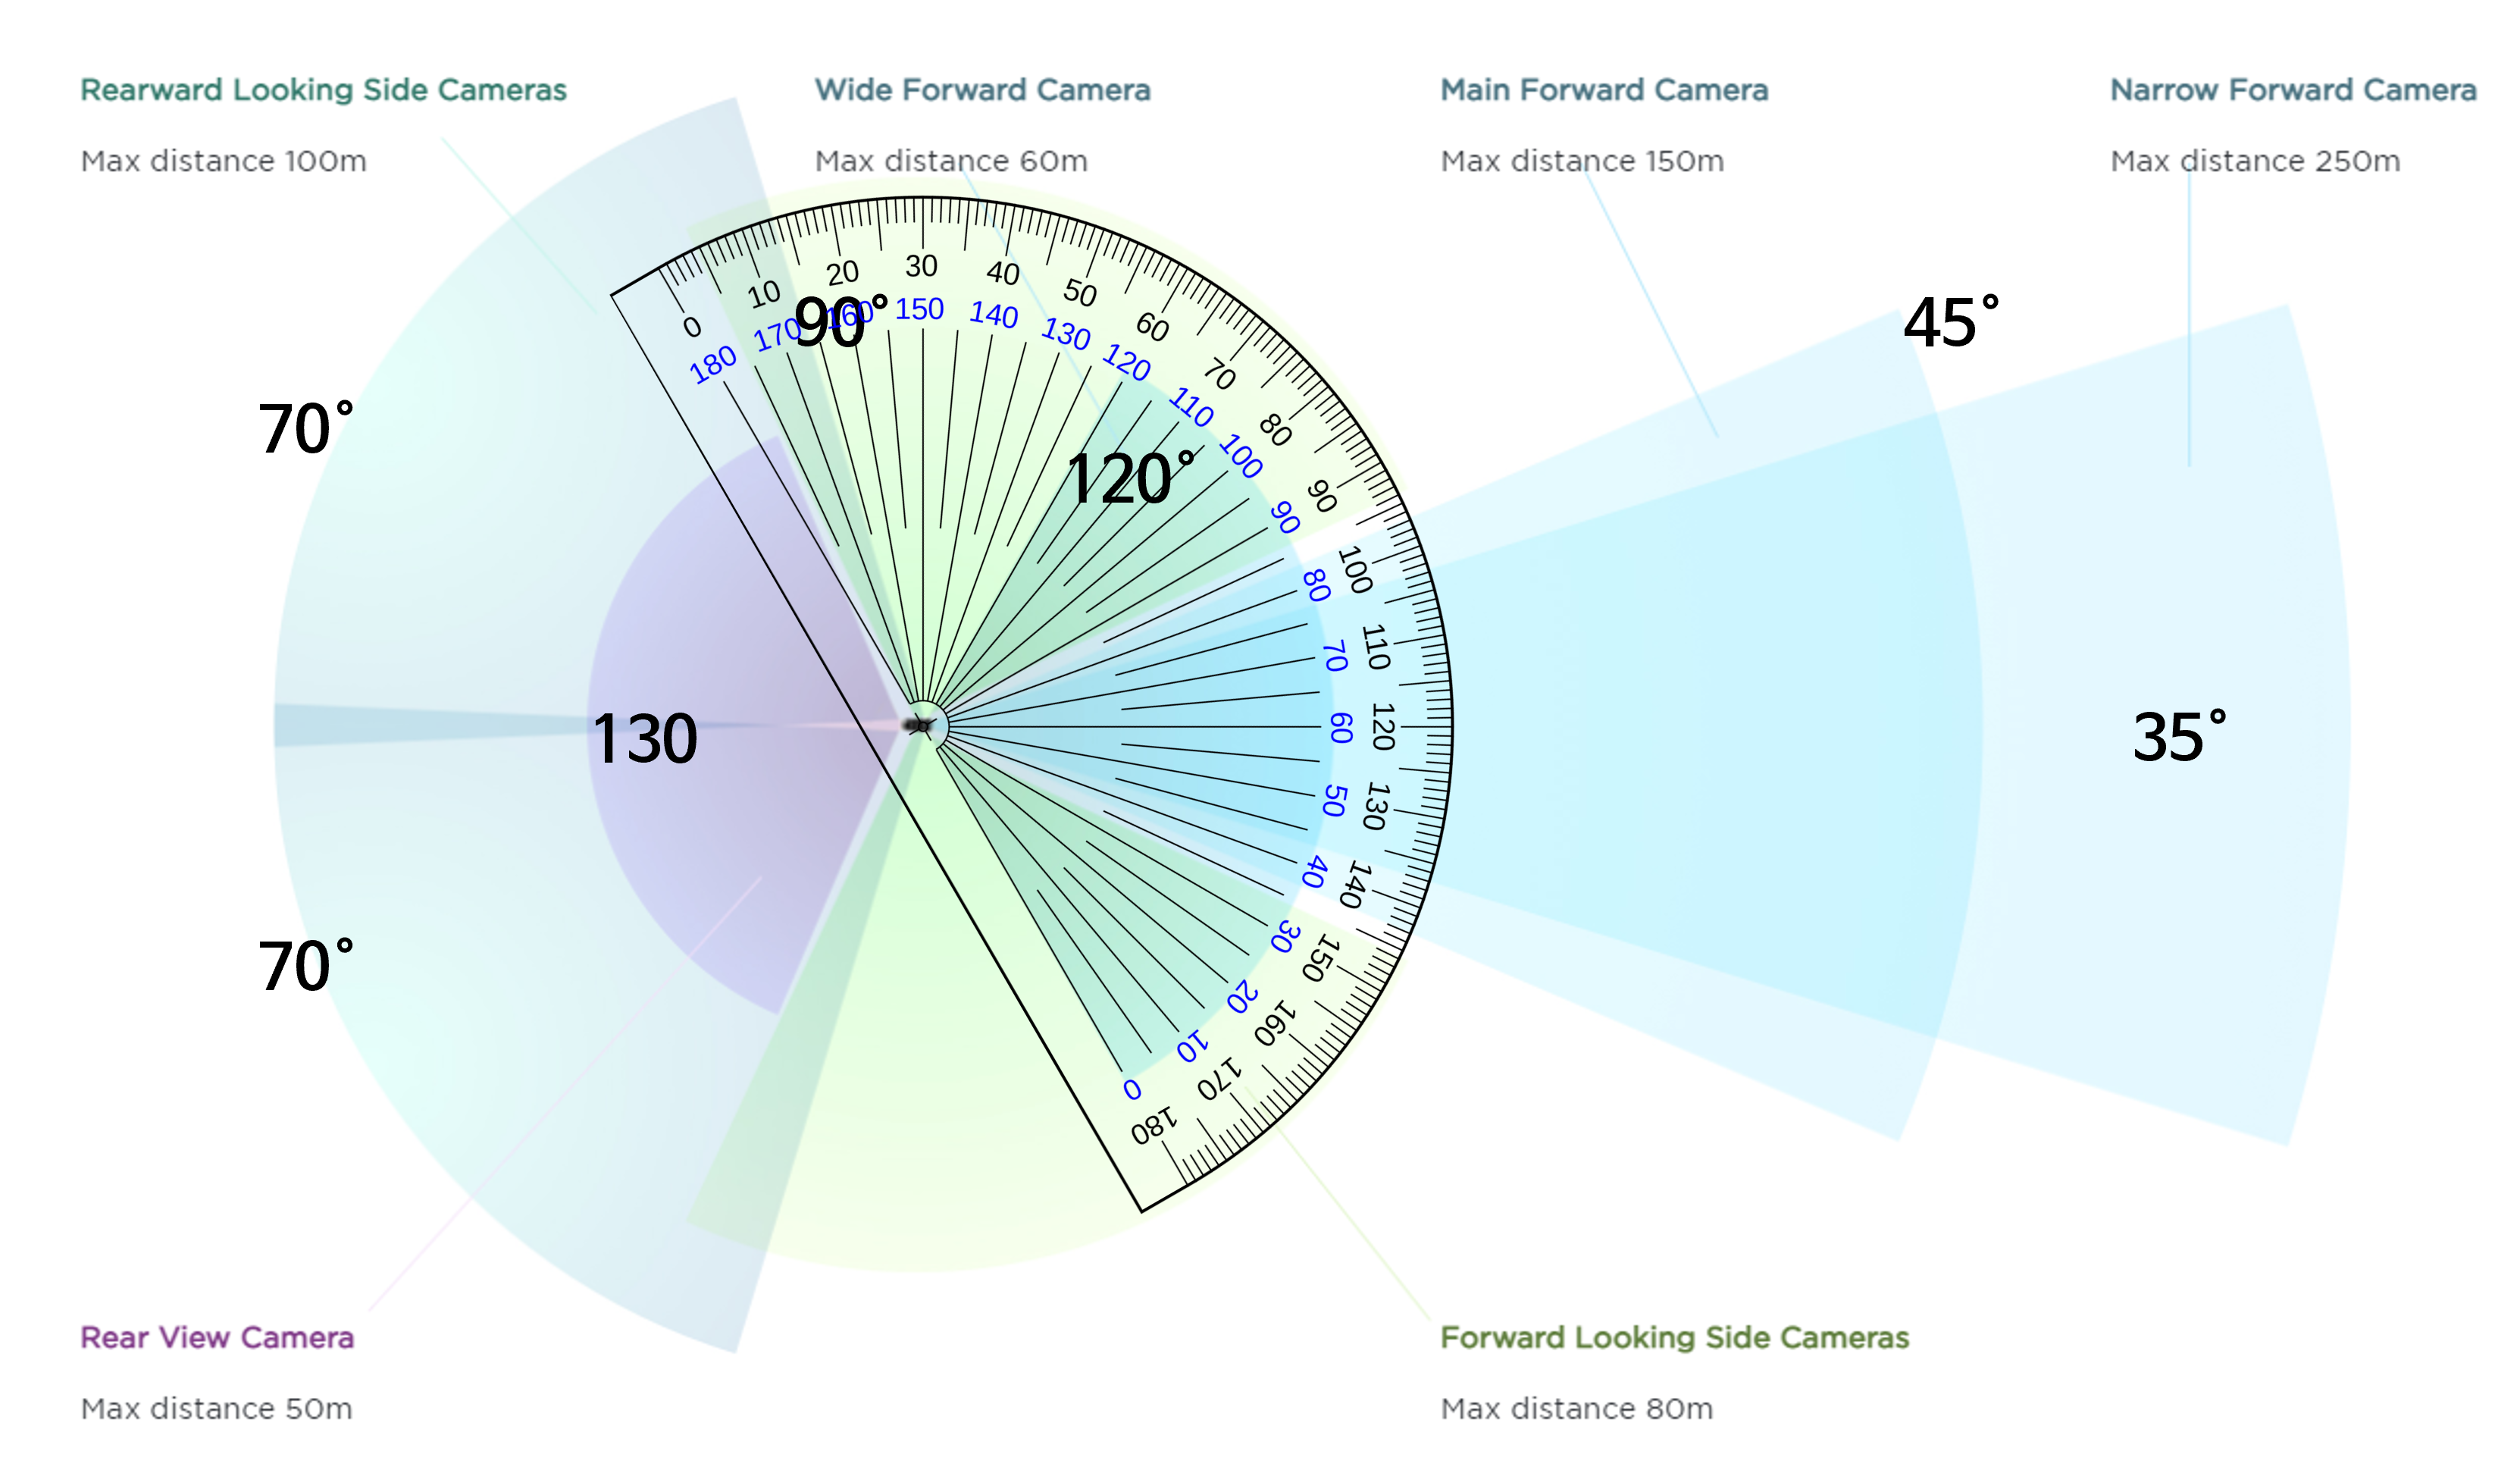 Rearward Looking Side Cameras
Max distance 100m
Wide Forward Camera
Max distance 60m
Main Forward Camera
Max distance 150m
Narrow Forward Camera
Max distance 250m
0 10 20 30 40 50 60 70 80 90 100 110 120 130 140 150 160 170 180
180 170 160 150 140 130 120 110 100 90 80 70 60 50 40 30 20 10 0
90°
45°
70°
120°
130
35°
70°
Rear View Camera
Max distance 50m
Forward Looking Side Cameras
Max distance 80m